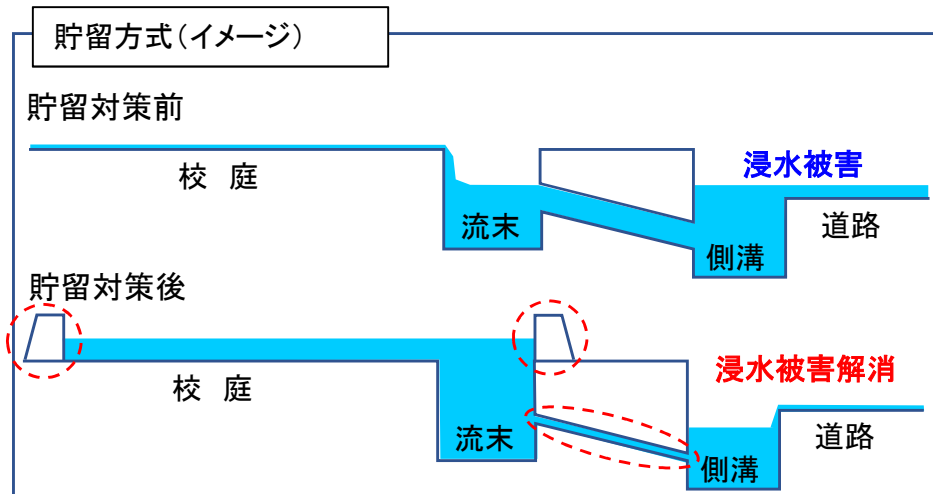 貯留方式(イメージ)
貯留対策前
校 庭
流末
側溝
浸水被害
道路
貯留対策後
校 庭
流末
側溝
浸水被害解消
道路